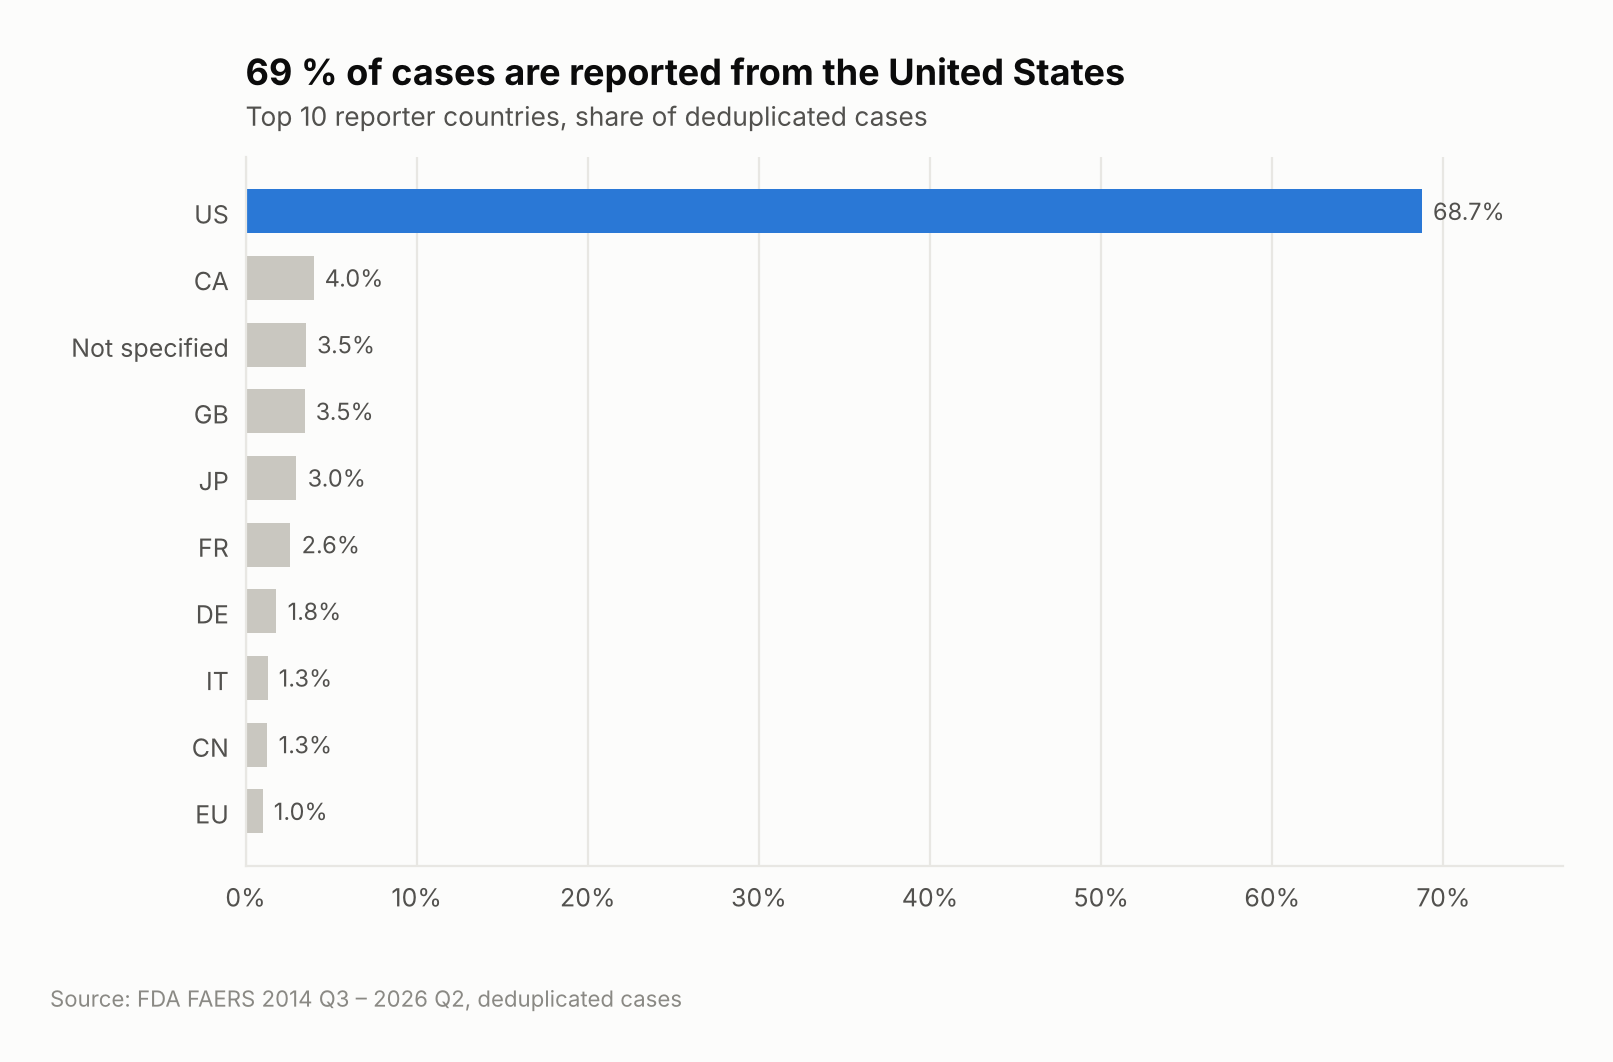 69 % of cases are reported from the United States
Top 10 reporter countries, share of deduplicated cases
US 68.7%
CA 4.0%
Not specified 3.5%
GB 3.5%
JP 3.0%
FR 2.6%
DE 1.8%
IT 1.3%
CN 1.3%
EU 1.0%
0% 10% 20% 30% 40% 50% 60% 70%
Source: FDA FAERS 2014 Q3 – 2026 Q2, deduplicated cases